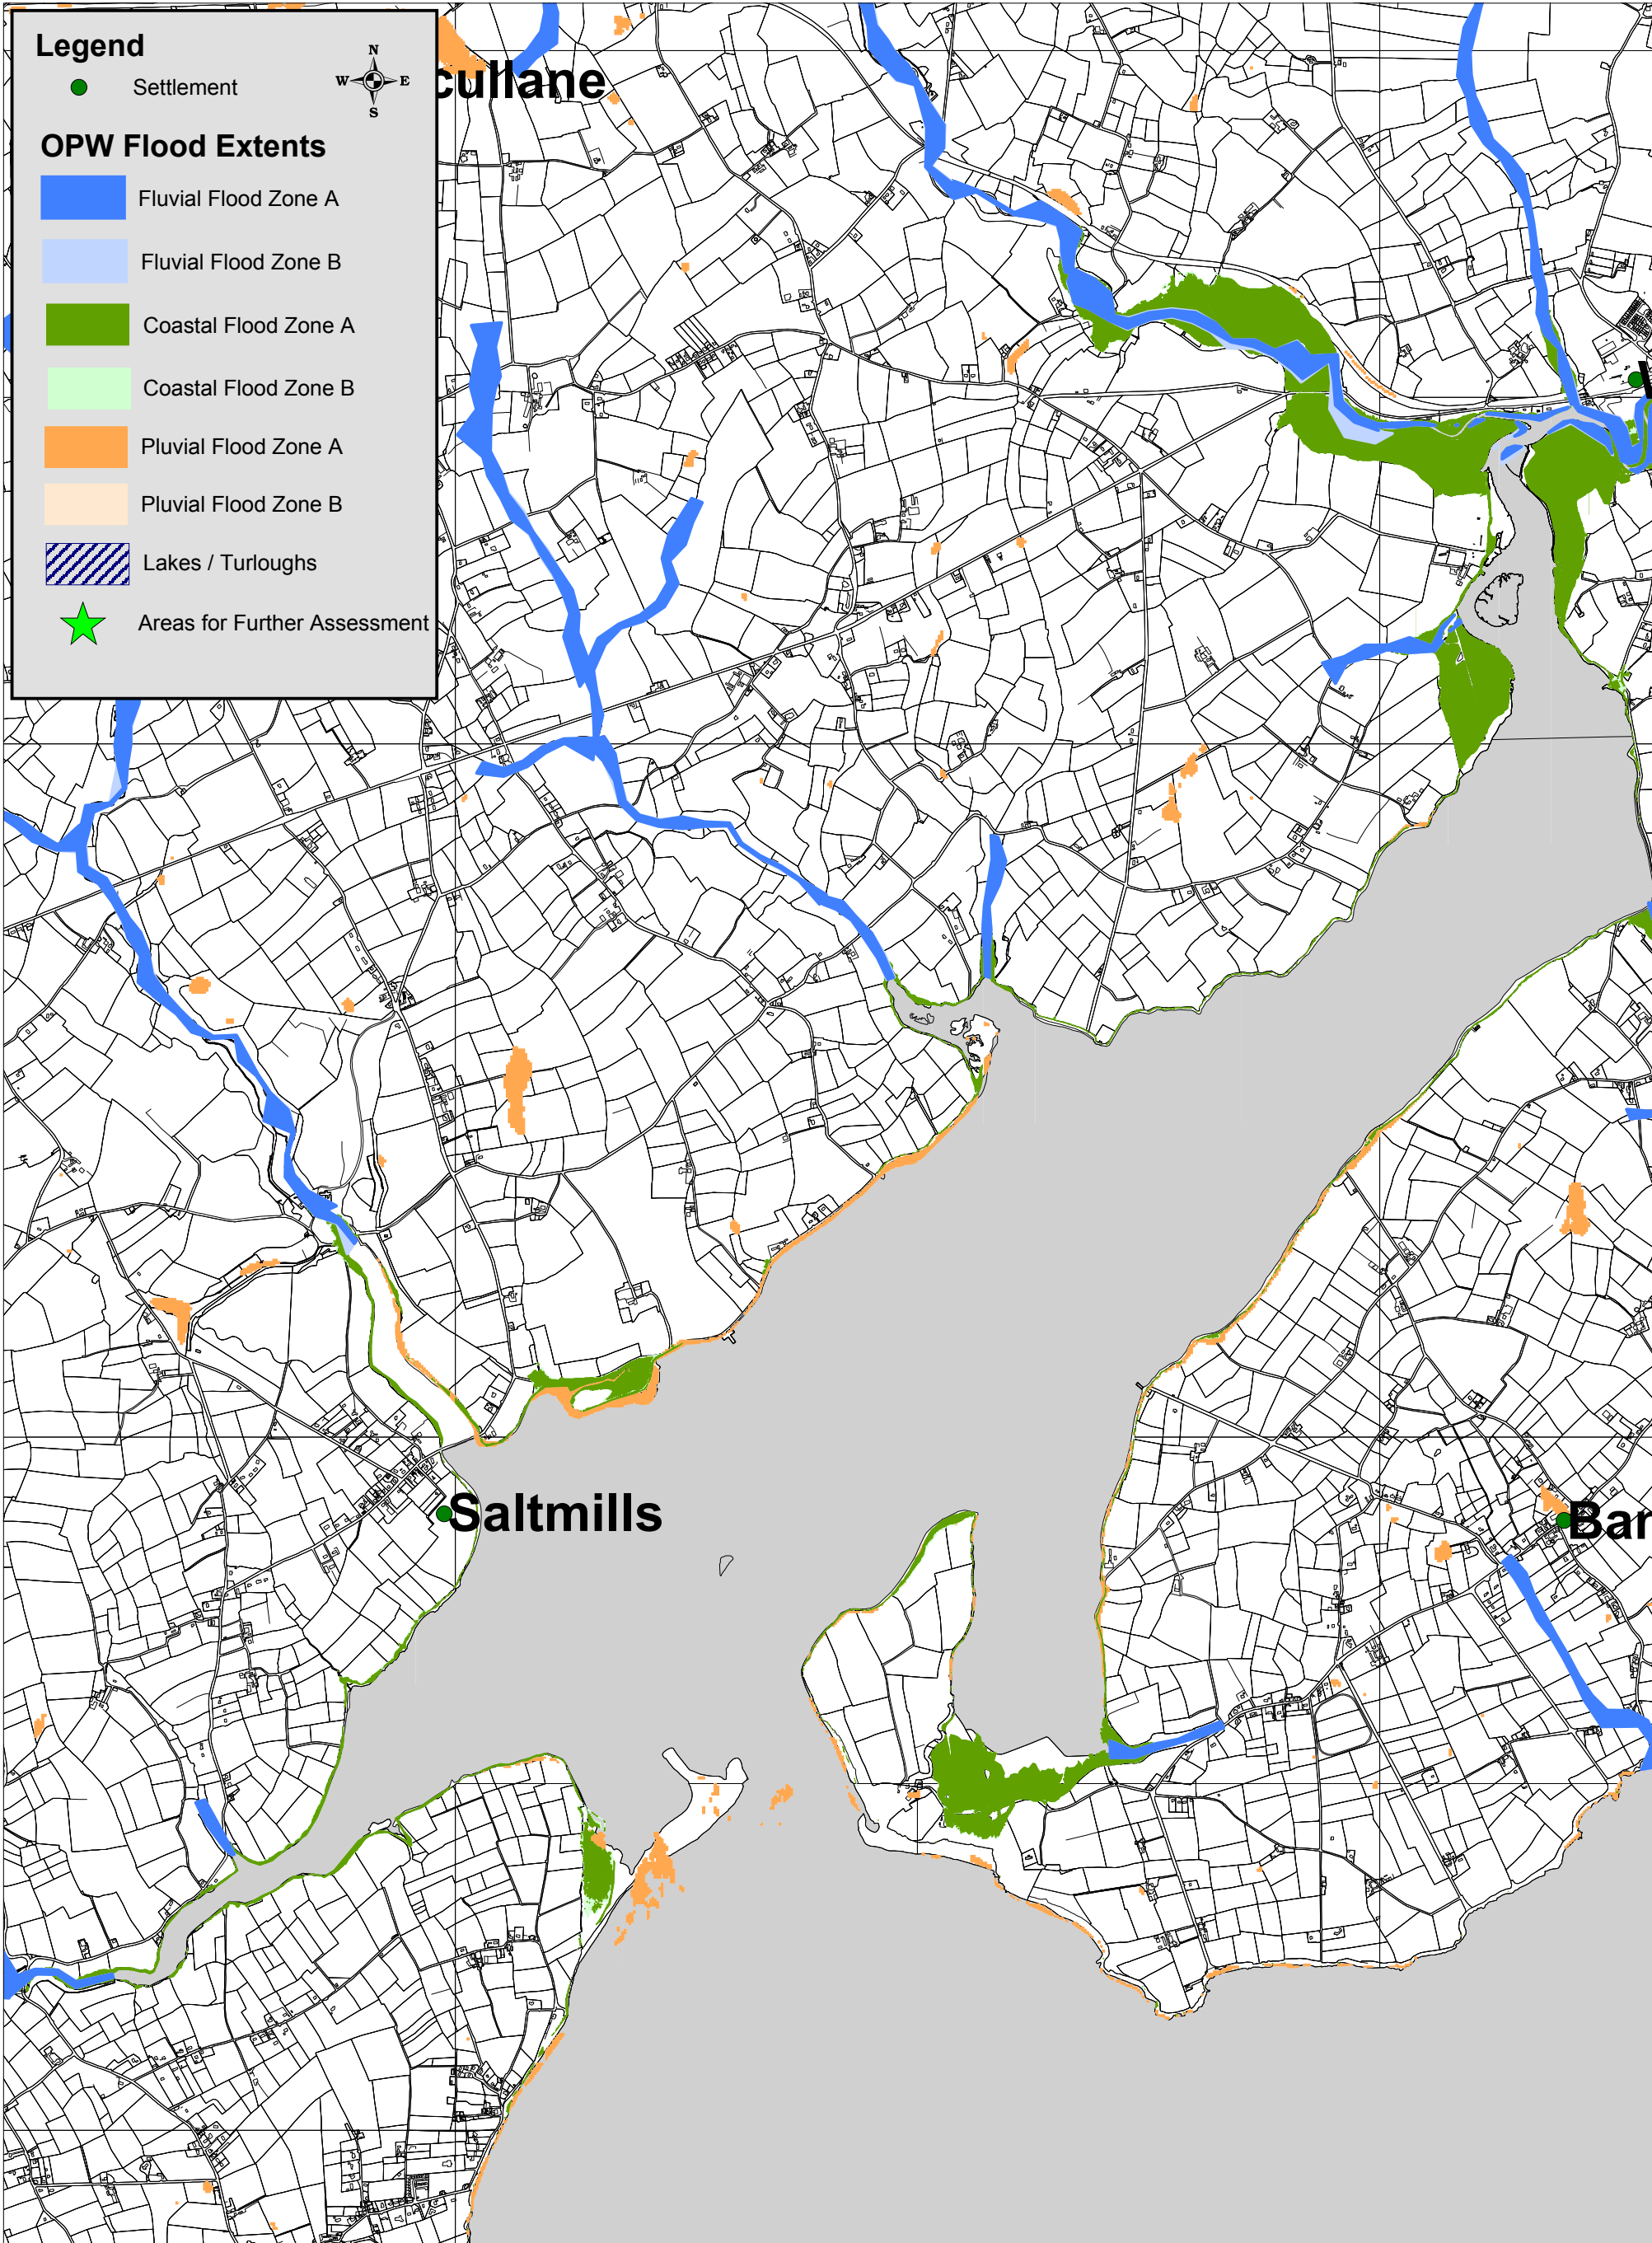 Legend
N
W E
S
Settlement
cullane
OPW Flood Extents
Fluvial Flood Zone A
Fluvial Flood Zone B
Coastal Flood Zone A
Coastal Flood Zone B
Pluvial Flood Zone A
Pluvial Flood Zone B
Lakes / Turloughs
Areas for Further Assessment
Saltmills
Bar